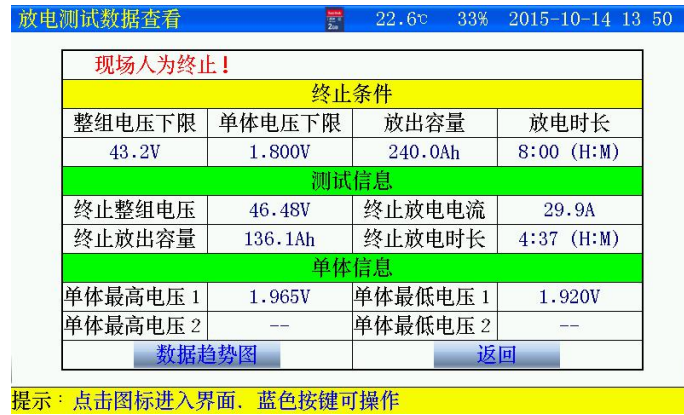 放电测试数据查看 22.6℃ 33% 2015-10-14 13 50
现场人为终止!
终止条件
整组电压下限 单体电压下限 放出容量 放电时长
43.2V 1.800V 240.0Ah 8:00 (H:M)
测试信息
终止整组电压 46.48V 终止放电电流 29.9A
终止放出容量 136.1Ah 终止放电时长 4:37 (H:M)
单体信息
单体最高电压1 1.965V 单体最低电压1 1.920V
单体最高电压2 -- 单体最低电压2 --
数据趋势图 返回
提示:点击图标进入界面. 蓝色按键可操作